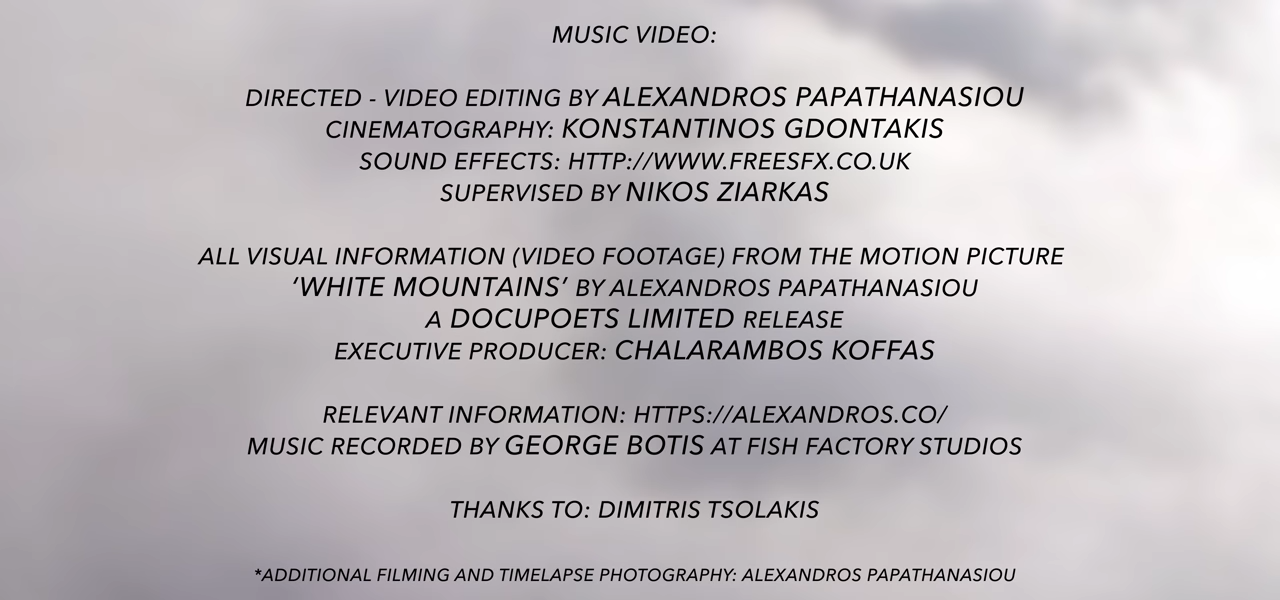 MUSIC VIDEO:
DIRECTED - VIDEO EDITING BY ALEXANDROS PAPATHANASIOU
CINEMATOGRAPHY: KONSTANTINOS GDONTAKIS
SOUND EFFECTS: HTTP://WWW.FREESFX.CO.UK
SUPERVISED BY NIKOS ZIARKAS
ALL VISUAL INFORMATION (VIDEO FOOTAGE) FROM THE MOTION PICTURE
‘WHITE MOUNTAINS’ BY ALEXANDROS PAPATHANASIOU
A DOCUPOETS LIMITED RELEASE
EXECUTIVE PRODUCER: CHALARAMBOS KOFFAS
RELEVANT INFORMATION: HTTPS://ALEXANDROS.CO/
MUSIC RECORDED BY GEORGE BOTIS AT FISH FACTORY STUDIOS
THANKS TO: DIMITRIS TSOLAKIS
*ADDITIONAL FILMING AND TIMELAPSE PHOTOGRAPHY: ALEXANDROS PAPATHANASIOU